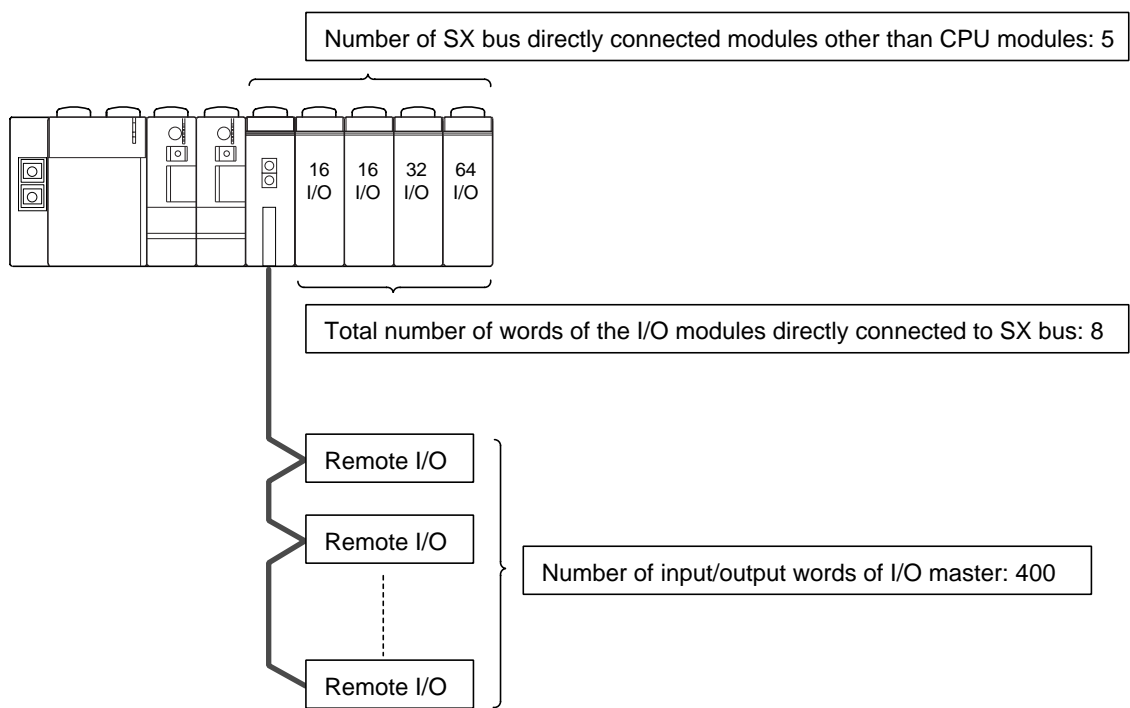 Number of SX bus directly connected modules other than CPU modules: 5
16 16 32 64
I/O I/O I/O I/O
Total number of words of the I/O modules directly connected to SX bus: 8
Remote I/O
Remote I/O
Number of input/output words of I/O master: 400
Remote I/O